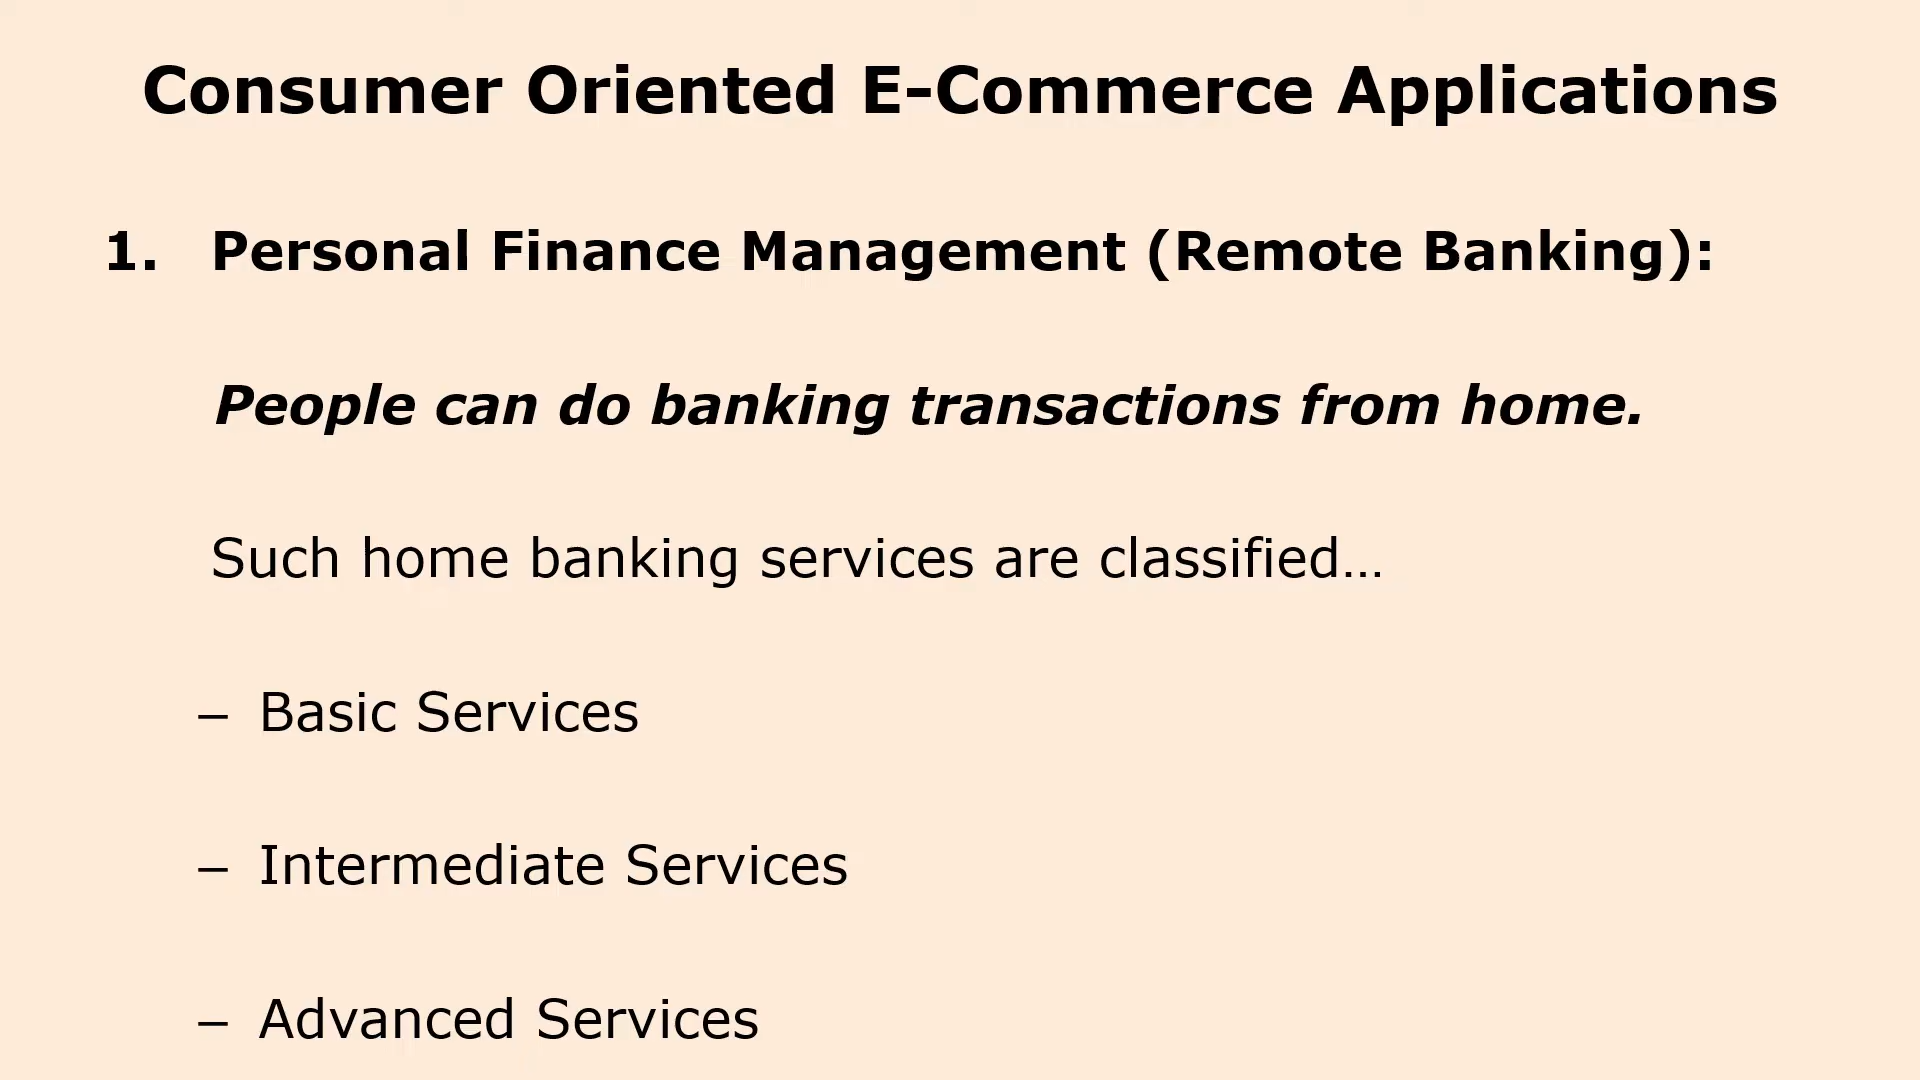 Consumer Oriented E-Commerce Applications
1. Personal Finance Management (Remote Banking):
People can do banking transactions from home.
Such home banking services are classified…
– Basic Services
– Intermediate Services
– Advanced Services